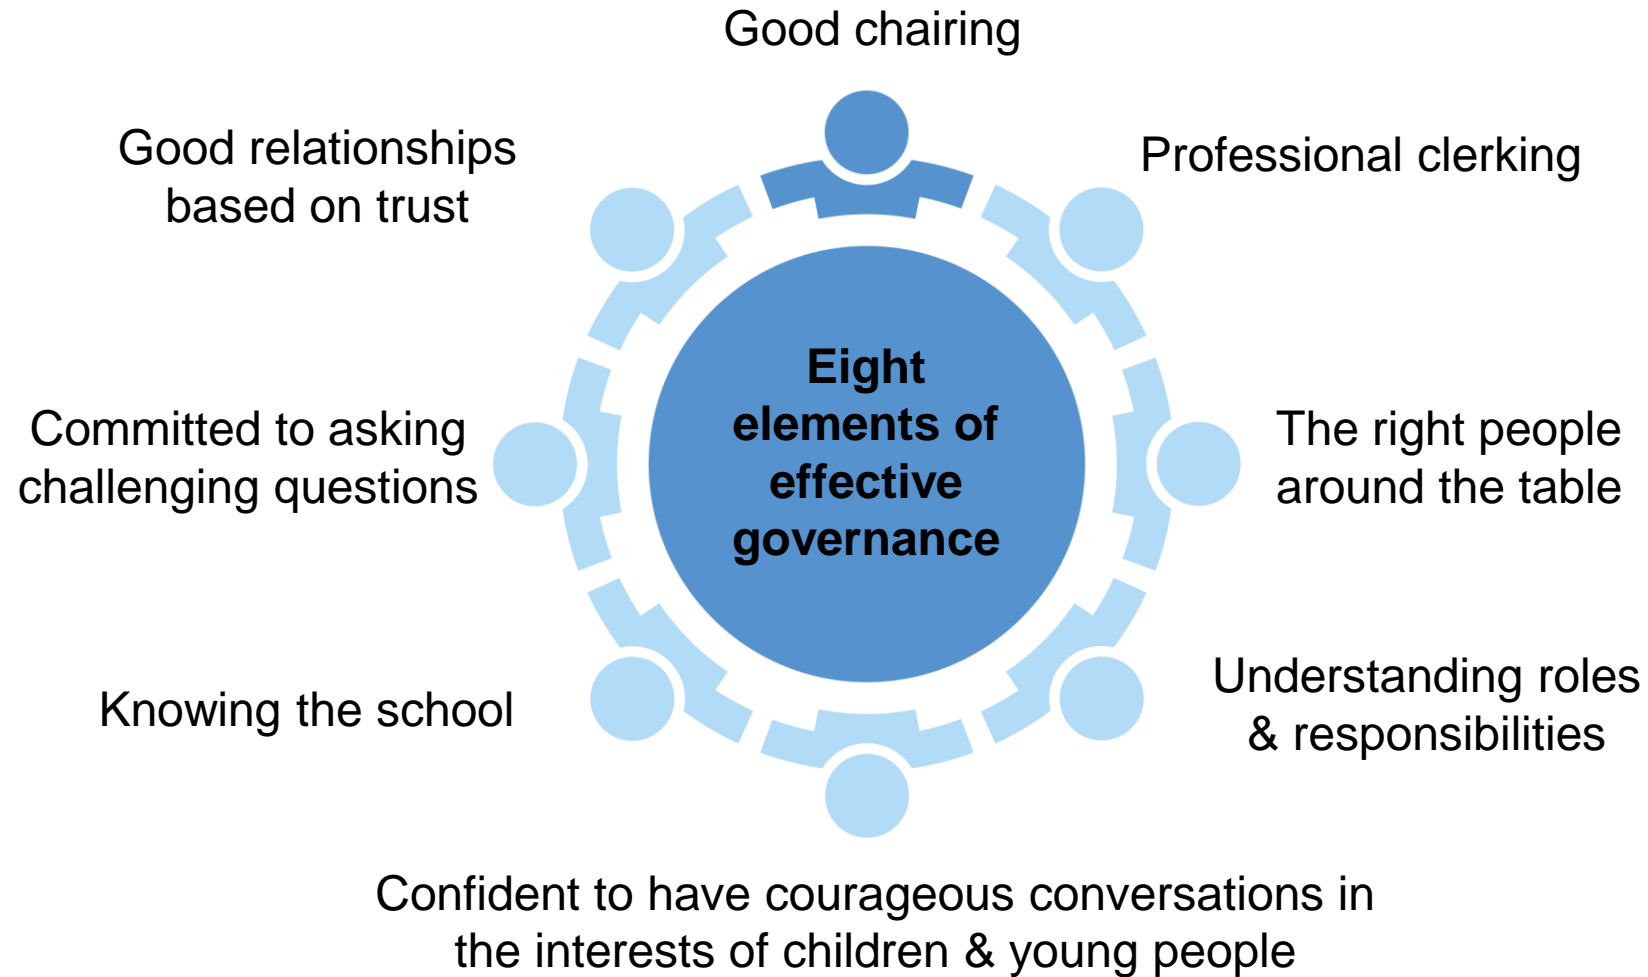 Good chairing
Professional clerking
The right people
around the table
Understanding roles
& responsibilities
Confident to have courageous conversations in
the interests of children & young people
Knowing the school
Committed to asking
challenging questions
Good relationships
based on trust
Eight
elements of
effective
governance